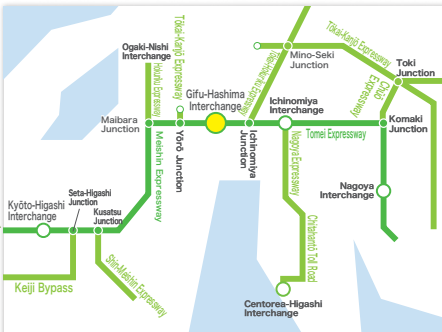 Tōkai-Kanjō Expressway
Ogaki-Nishi
Interchange
Hokuriku Expressway
Tōkai-Kanjō Expressway
Mino-Seki
Junction
Toki
Junction
Gifu-Hashima
Interchange
Tōkai-Hokuriku Expressway
Ichinomiya
Interchange
Chūō
Expressway
Maibara
Junction
Meishin Expressway
Yōrō Junction
Ichinomiya
Junction
Tomei Expressway
Komaki
Junction
Nagoya Expressway
Nagoya
Interchange
Kyōto-Higashi
Interchange
Seta-Higashi
Junction
Kusatsu
Junction
Chitahantō Toll Road
Keiji Bypass
Shin-Meishin Expressway
Centorea-Higashi
Interchange